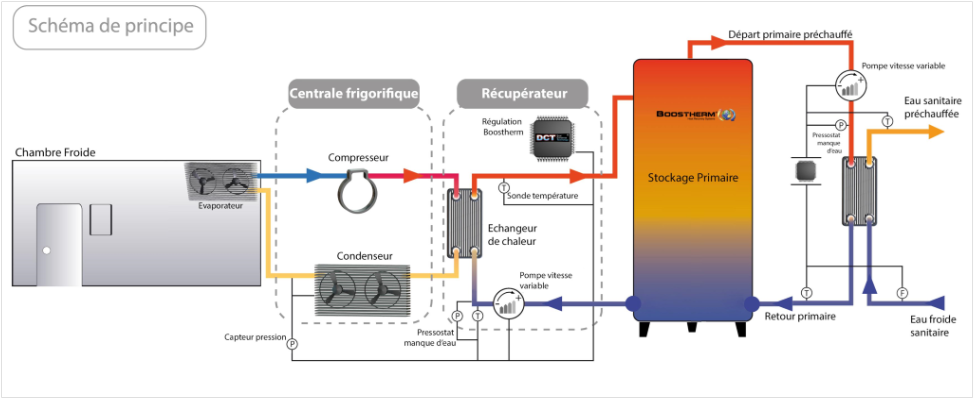 Schéma de principe
Départ primaire préchauffé
Pompe vitesse variable
Centrale frigorifique
Récupérateur
Eau sanitaire
préchauffée
Régulation
Boostherm
DCT
BOOSTHERM
T
P
Pressostat
manque
d'eau
Chambre Froide
Compresseur
Stockage Primaire
T
Sonde température
Evaporateur
Echangeur
de chaleur
Condenseur
Pompe vitesse
variable
T
F
P
T
Retour primaire
Eau froide
sanitaire
Capteur pression
P
Pressostat
manque d'eau